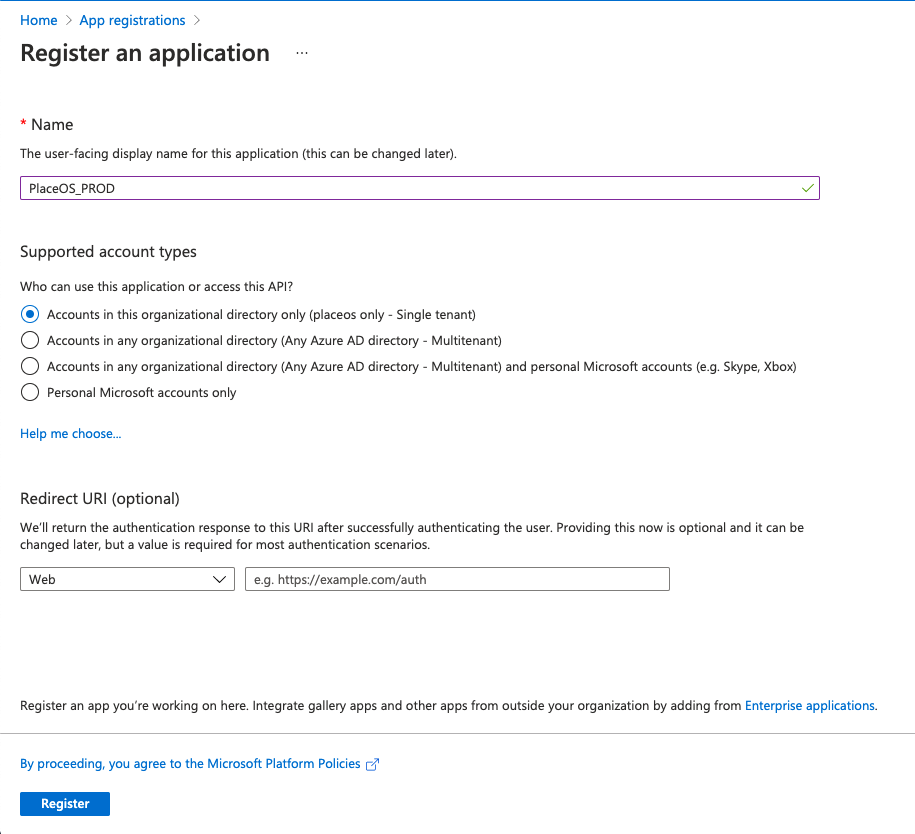 Home > App registrations >
Register an application ...
* Name
The user-facing display name for this application (this can be changed later).
PlaceOS_PROD
Supported account types
Who can use this application or access this API?
Accounts in this organizational directory only (placeos only - Single tenant)
Accounts in any organizational directory (Any Azure AD directory - Multitenant)
Accounts in any organizational directory (Any Azure AD directory - Multitenant) and personal Microsoft accounts (e.g. Skype, Xbox)
Personal Microsoft accounts only
Help me choose...
Redirect URI (optional)
We'll return the authentication response to this URI after successfully authenticating the user. Providing this now is optional and it can be
changed later, but a value is required for most authentication scenarios.
Web e.g. https://example.com/auth
Register an app you're working on here. Integrate gallery apps and other apps from outside your organization by adding from Enterprise applications.
By proceeding, you agree to the Microsoft Platform Policies
Register